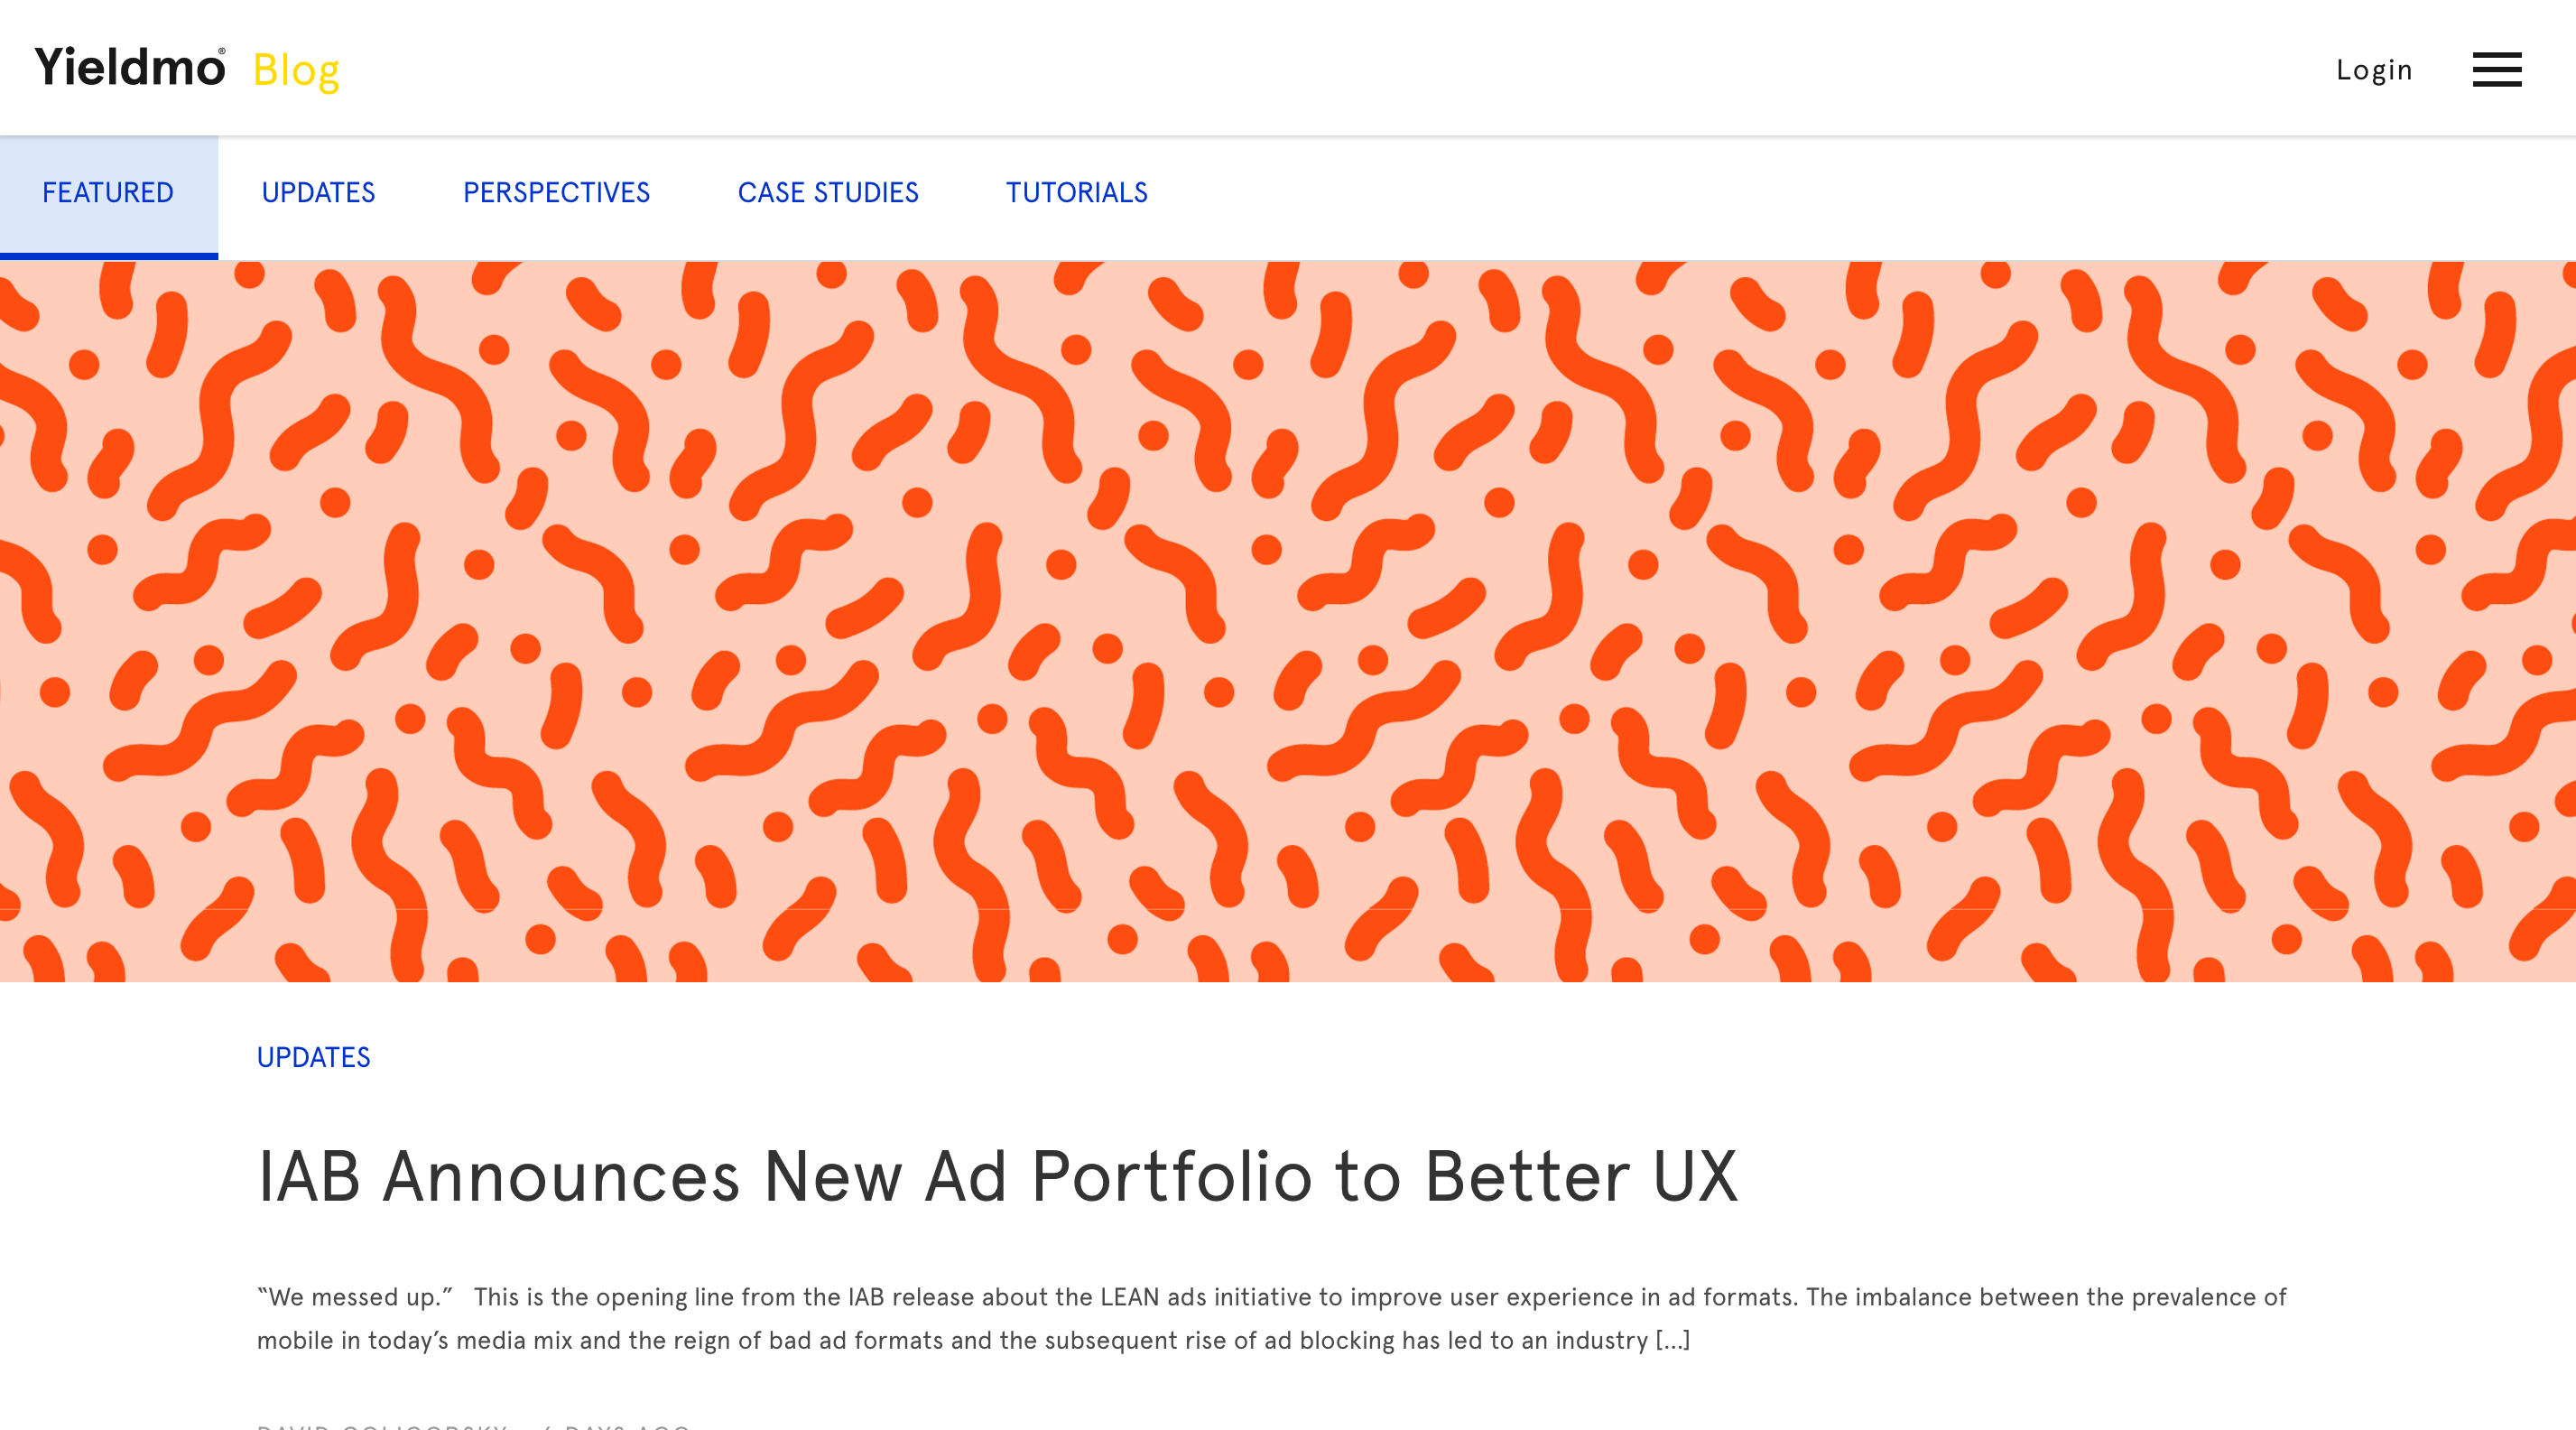 Yieldmo® Blog
Login
FEATURED
UPDATES
PERSPECTIVES
CASE STUDIES
TUTORIALS
UPDATES
IAB Announces New Ad Portfolio to Better UX
“We messed up.”   This is the opening line from the IAB release about the LEAN ads initiative to improve user experience in ad formats. The imbalance between the prevalence of
mobile in today’s media mix and the reign of bad ad formats and the subsequent rise of ad blocking has led to an industry [...]